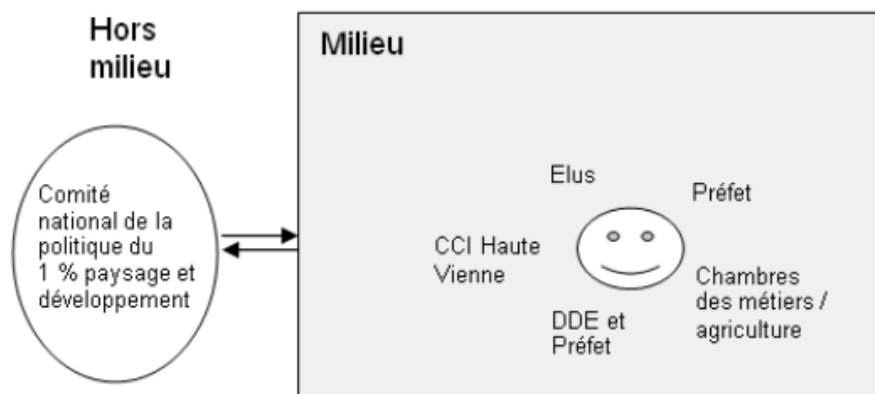 Hors
milieu
Comité
national de la
politique du
1 % paysage et
développement
Milieu
Elus
Préfet
CCI Haute
Vienne
Chambres
des métiers /
agriculture
DDE et
Préfet